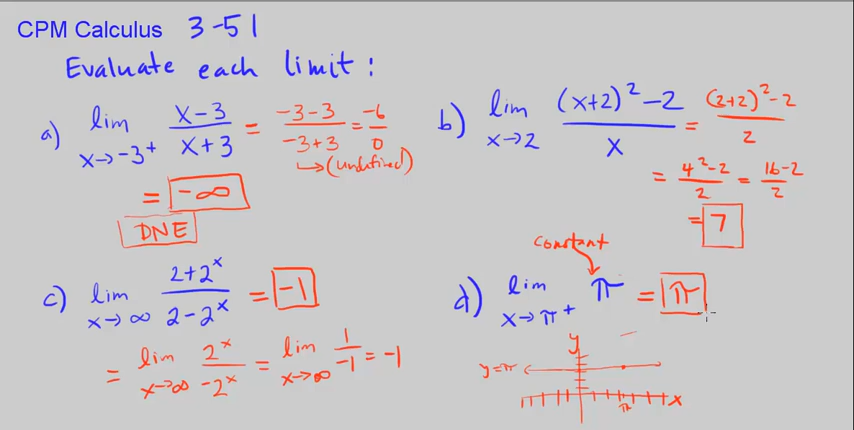 CPM Calculus 3-51
Evaluate each limit:
a) lim x→-3⁺ (x-3)/(x+3) = (-3-3)/(-3+3) = -6/0
↳(undefined)
= -∞
DNE
b) lim x→2 ((x+2)²-2)/x = ((2+2)²-2)/2
= (4²-2)/2 = (16-2)/2
= 7
c) lim x→∞ (2+2ˣ)/(2-2ˣ) = -1
= lim x→∞ 2ˣ/-2ˣ = lim x→∞ 1/-1 = -1
constant
d) lim x→π⁺ π = π
y
y=π
π x